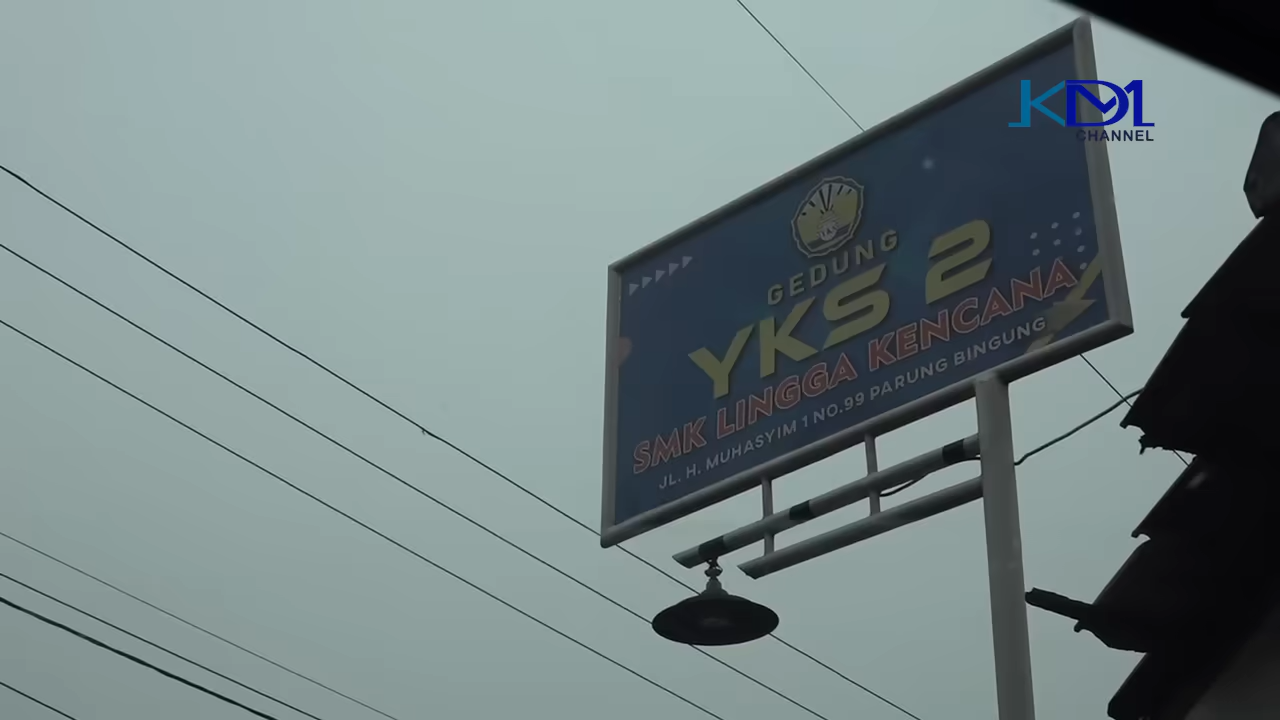 KDM
CHANNEL
GEDUNG
YKS 2
SMK LINGGA KENCANA
JL. H. MUHASYIM 1 NO.99 PARUNG BINGUNG